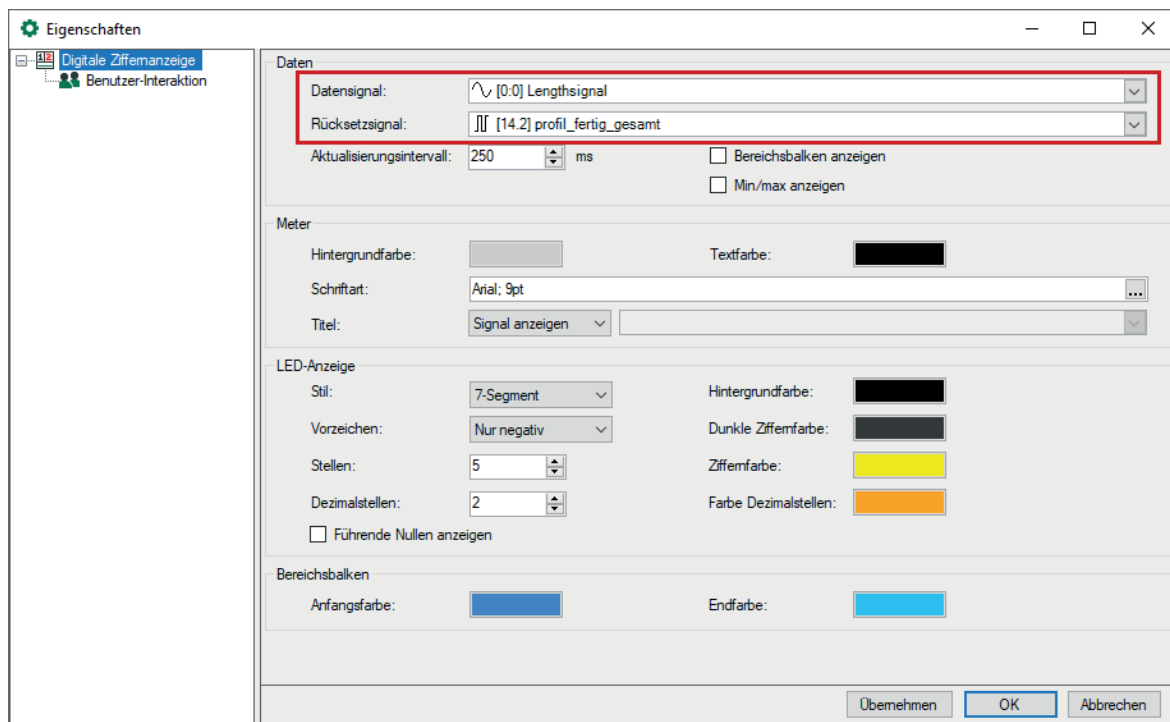 Eigenschaften
Digitale Ziffernanzeige
Benutzer-Interaktion
Daten
Datensignal: [0:0] Lengthsignal
Rücksetzsignal: [14.2] profil_fertig_gesamt
Aktualisierungsintervall: 250 ms Bereichsbalken anzeigen
Min/max anzeigen
Meter
Hintergrundfarbe: Textfarbe:
Schriftart: Arial; 9pt ...
Titel: Signal anzeigen
LED-Anzeige
Stil: 7-Segment Hintergrundfarbe:
Vorzeichen: Nur negativ Dunkle Ziffernfarbe:
Stellen: 5 Ziffernfarbe:
Dezimalstellen: 2 Farbe Dezimalstellen:
Führende Nullen anzeigen
Bereichsbalken
Anfangsfarbe: Endfarbe:
Übernehmen OK Abbrechen